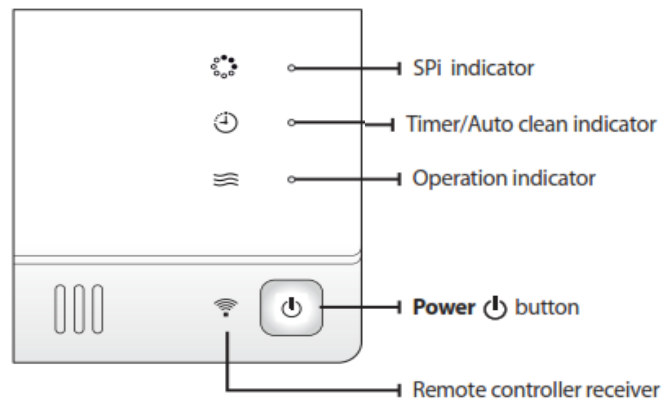 SPi indicator
Timer/Auto clean indicator
Operation indicator
Power button
Remote controller receiver